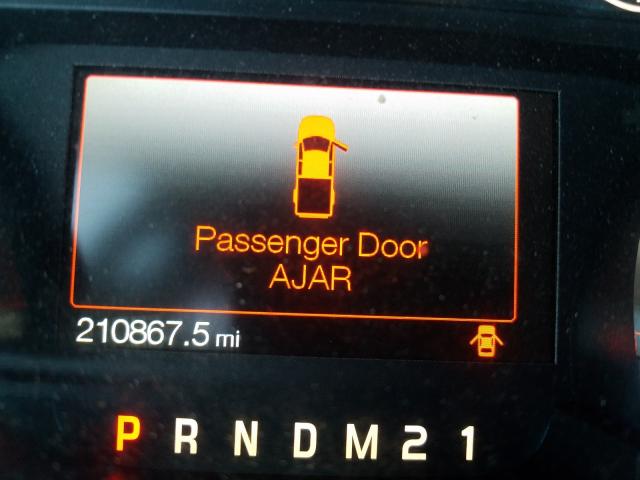 Passenger Door
AJAR
210867.5 mi
P R N D M 2 1